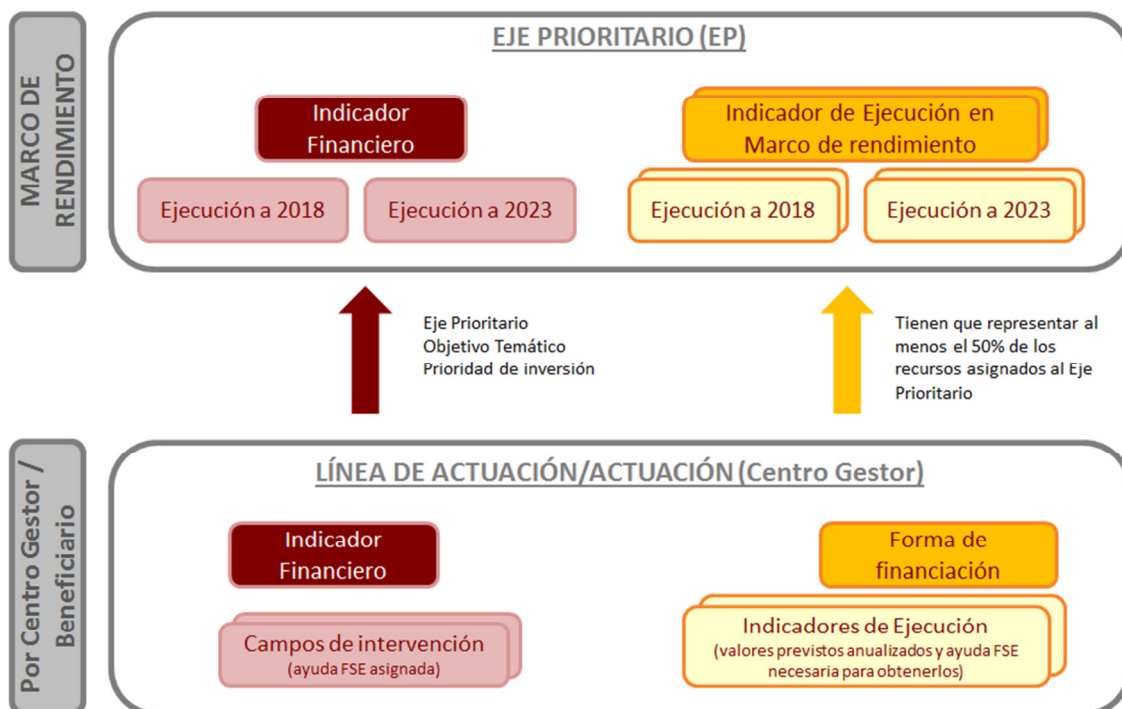 MARCO DE
RENDIMIENTO
EJE PRIORITARIO (EP)
Indicador
Financiero
Indicador de Ejecución en
Marco de rendimiento
Ejecución a 2018
Ejecución a 2023
Ejecución a 2018
Ejecución a 2023
Eje Prioritario
Objetivo Temático
Prioridad de inversión
Tienen que representar al
menos el 50% de los
recursos asignados al Eje
Prioritario
Por Centro Gestor /
Beneficiario
LÍNEA DE ACTUACIÓN/ACTUACIÓN (Centro Gestor)
Indicador
Financiero
Forma de
financiación
Campos de intervención
(ayuda FSE asignada)
Indicadores de Ejecución
(valores previstos anualizados y ayuda FSE
necesaria para obtenerlos)